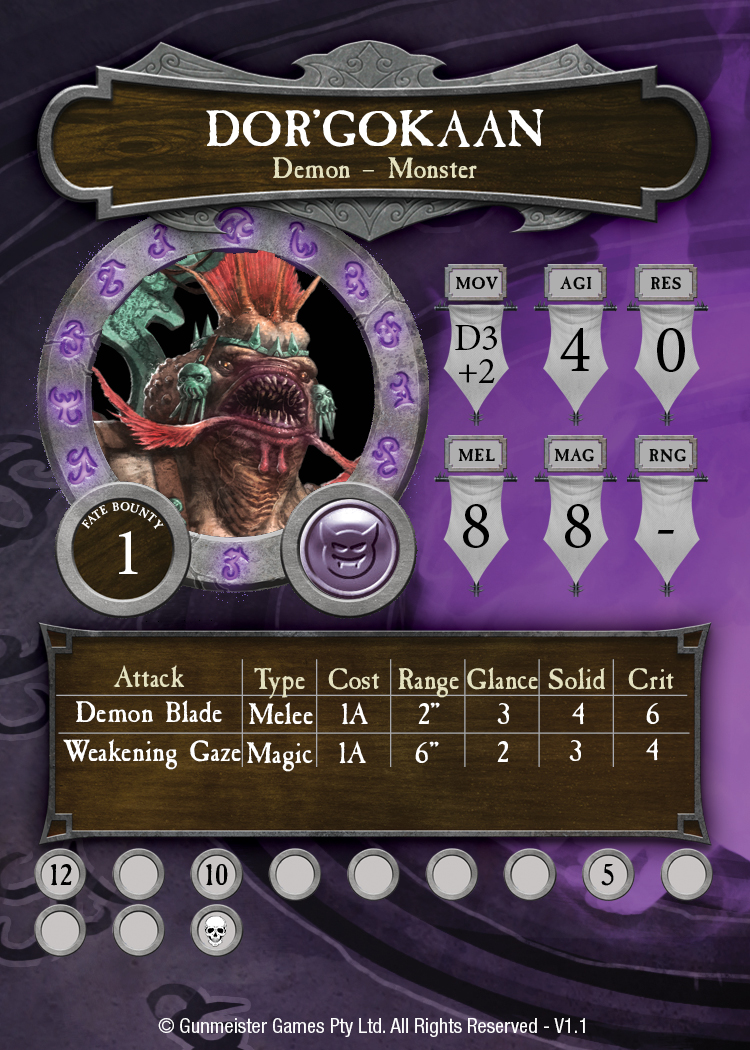 DOR'GOKAAN
Demon – Monster
MOV AGI RES
D3 +2 4 0
MEL MAG RNG
8 8 -
FATE BOUNTY
1
Attack Type Cost Range Glance Solid Crit
Demon Blade Melee 1A 2” 3 4 6
Weakening Gaze Magic 1A 6” 2 3 4
12 10 5
© Gunmeister Games Pty Ltd. All Rights Reserved - V1.1